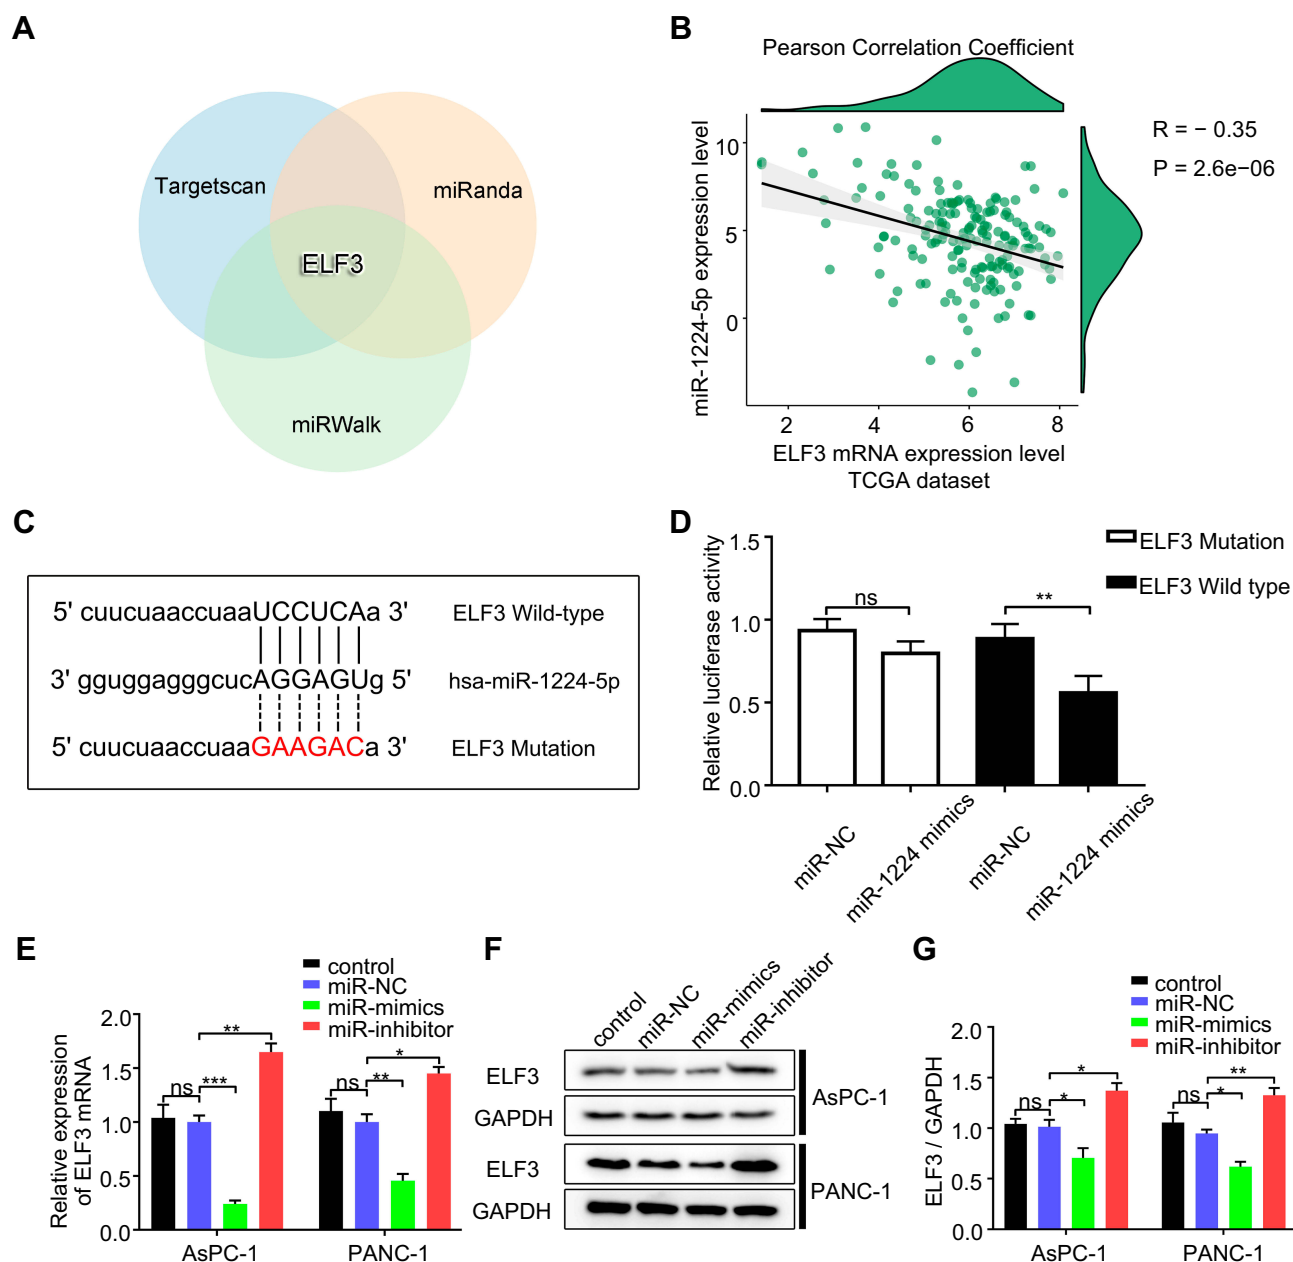 A
Targetscan
miRanda
ELF3
miRWalk
B
Pearson Correlation Coefficient
R = − 0.35
P = 2.6e−06
miR-1224-5p expression level
10
5
0
2 4 6 8
ELF3 mRNA expression level
TCGA dataset
C
5' cuucuaaccuaaUCCUCAa 3' ELF3 Wild-type
3' gguggagggcucAGGAGUg 5' hsa-miR-1224-5p
5' cuucuaaccuaaGAAGACa 3' ELF3 Mutation
D
Relative luciferase activity
1.5
1.0
0.5
0.0
ns
**
ELF3 Mutation
ELF3 Wild type
miR-NC
miR-1224 mimics
miR-NC
miR-1224 mimics
E
control
miR-NC
miR-mimics
miR-inhibitor
Relative expression
of ELF3 mRNA
2.0
1.5
1.0
0.5
0.0
ns
***
**
ns
**
*
AsPC-1 PANC-1
F
control
miR-NC
miR-mimics
miR-inhibitor
ELF3
GAPDH
AsPC-1
ELF3
GAPDH
PANC-1
G
control
miR-NC
miR-mimics
miR-inhibitor
ELF3 / GAPDH
2.0
1.5
1.0
0.5
0.0
ns
*
*
ns
*
**
AsPC-1 PANC-1